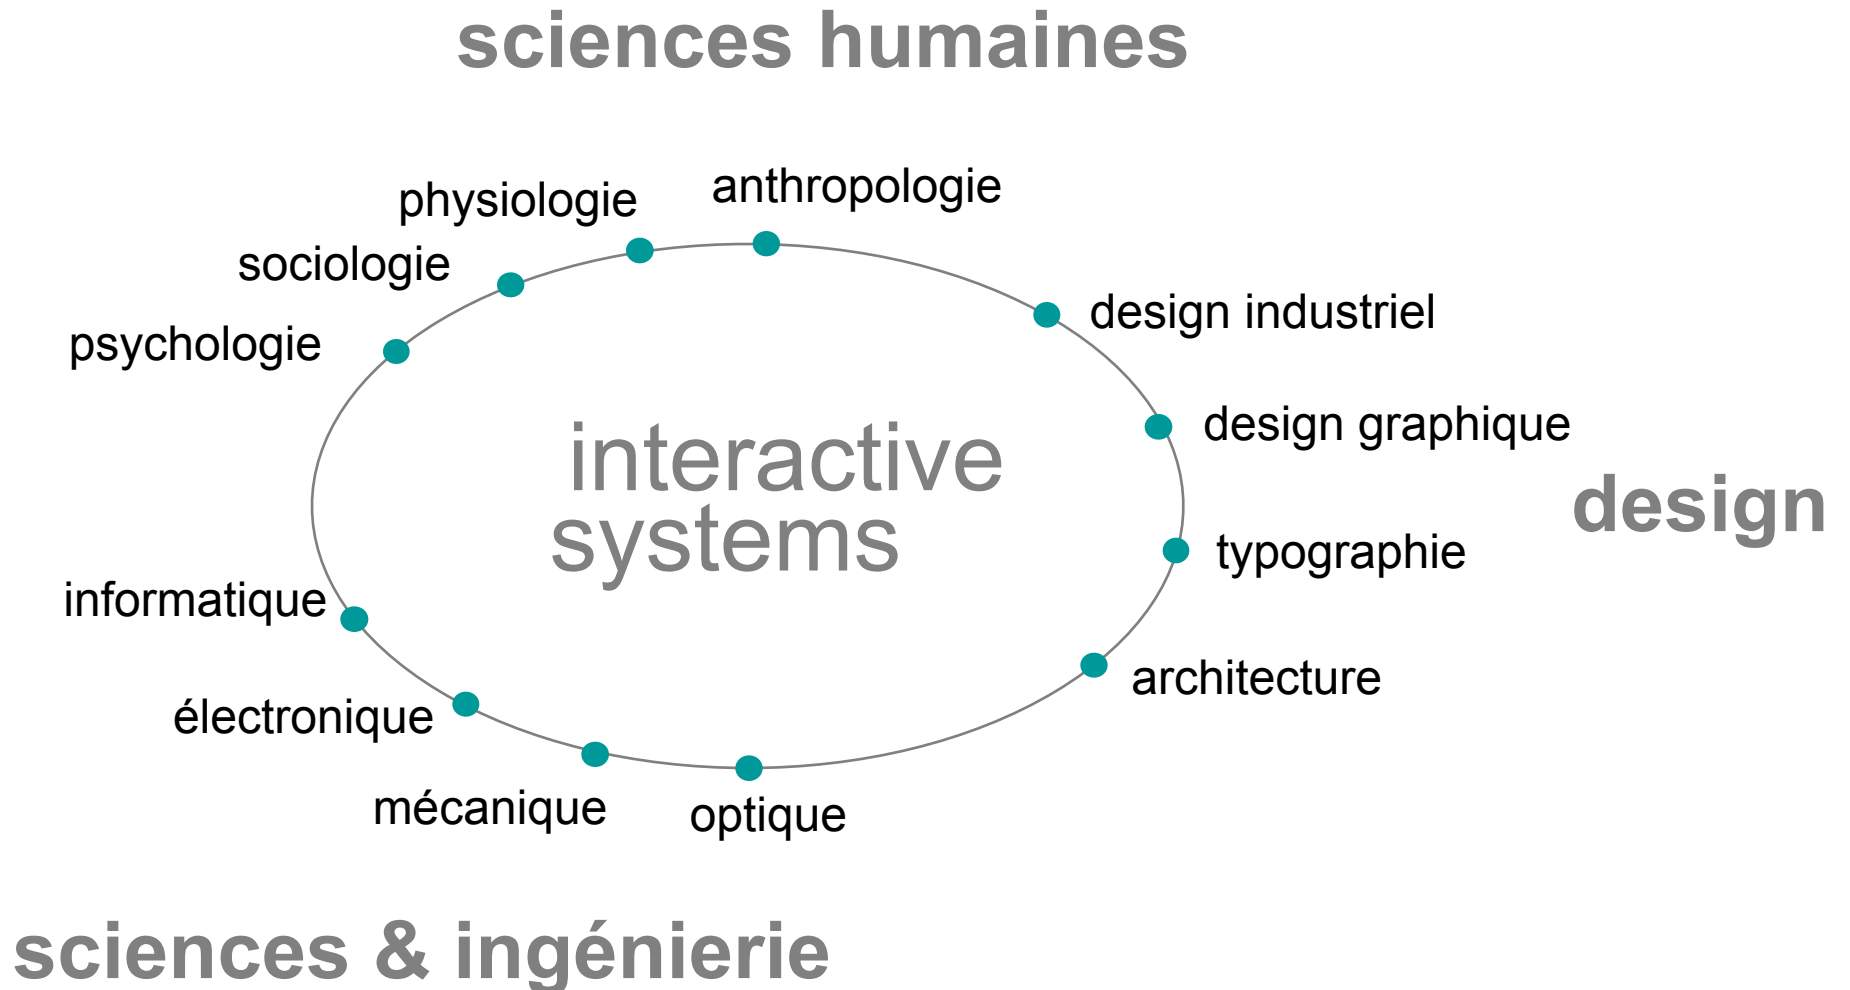 sciences humaines
anthropologie
physiologie
sociologie
psychologie
design industriel
design graphique
typographie
architecture
design
interactive
systems
informatique
électronique
mécanique
optique
sciences & ingénierie